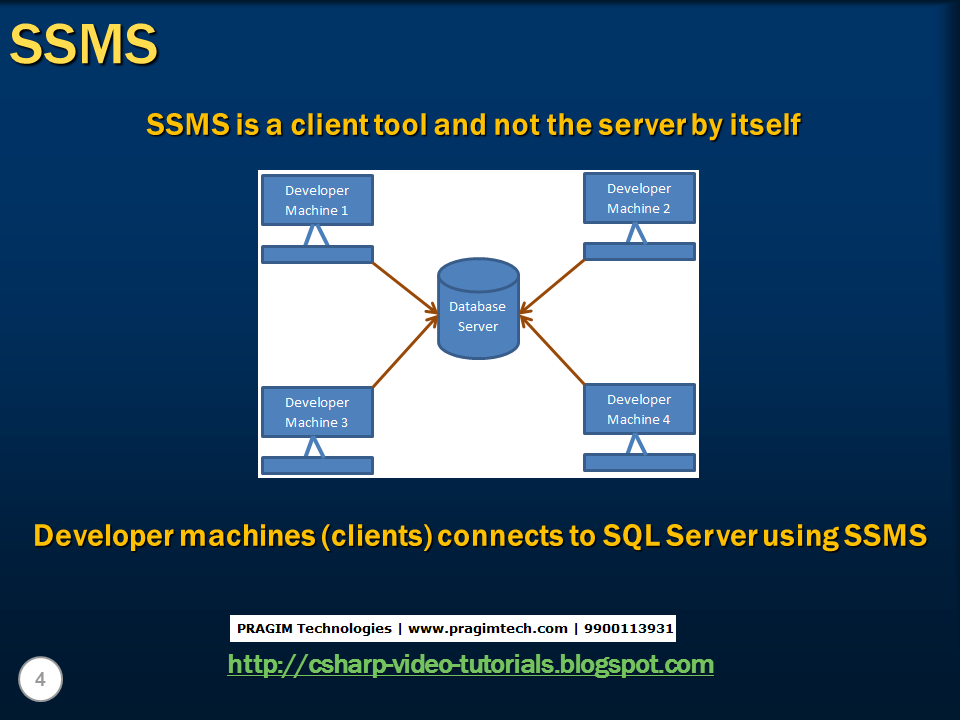 SSMS
SSMS is a client tool and not the server by itself
Developer
Machine 1
Developer
Machine 2
Database
Server
Developer
Machine 3
Developer
Machine 4
Developer machines (clients) connects to SQL Server using SSMS
PRAGIM Technologies | www.pragimtech.com | 9900113931
http://csharp-video-tutorials.blogspot.com
4